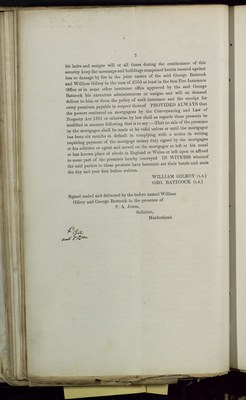 3
his heirs and assigns will at all times during the continuance of this
security keep the messuage and buildings comprised herein insured against
loss or damage by fire in the joint names of the said George Battcock
and William Gilroy in the sum of £700 at least in the Sun Fire Insurance
Office or in some other insurance office approved by the said George
Battcock his executors administrators or assigns and will on demand
deliver to him or them the policy of such insurance and the receipt for
every premium payable in respect thereof PROVIDED ALWAYS that
the powers conferred on mortgagees by the Conveyancing and Law of
Property Act 1881 or otherwise by law shall as regards these presents be
modified in manner following that is to say:—That no sale of the premises
by the mortgagee shall be made or be valid unless or until the mortgagor
has been six months in default in complying with a notice in writing
requiring payment of the mortgage money duly signed by the mortgagee
or his solicitor or agent and served on the mortgagor or left at his usual
or last known place of abode in England or Wales or left upon or affixed
to some part of the premises hereby conveyed IN WITNESS whereof
the said parties to these presents have hereunto set their hands and seals
the day and year first before written.
WILLIAM GILROY (L.S.)
GEO. BATTCOCK (L.S.)
Signed sealed and delivered by the before named William
Gilroy and George Battcock in the presence of
Solicitor,
Maidenhead.